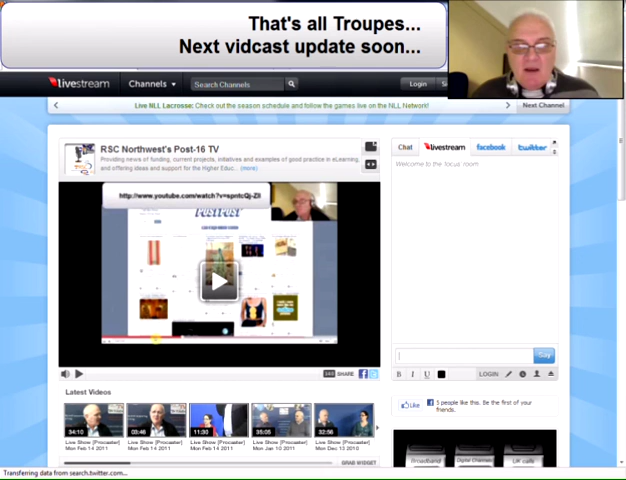 That's all Troupes...
Next vidcast update soon...
livestream
Channels
Search Channels
Login
Live NLL Lacrosse: Check out the season schedule and follow the games live on the NLL Network!
Next Channel
RSC Northwest's Post-16 TV
Providing news of funding, current projects, initatives and examples of good practice in eLearning,
and offering ideas and support for the Higher Educ... (more)
Chat
livestream
facebook
twitter
Welcome to the focus room
POSTPOST
Say
B I U
LOGIN
SHARE
Like
5 people like this. Be the first of your
friends.
Latest Videos
34:10
03:46
11:30
35:05
32:56
Live Show [Procaster]
Mon Feb 14 2011
Live Show [Procaster]
Mon Feb 14 2011
Live Show [Procaster]
Mon Feb 14 2011
Live Show [Procaster]
Mon Jan 10 2011
Live Show [Procaster]
Mon Dec 13 2010
GRAB WIDGET
Broadband
Digital Channels
UK calls
Transferring data from search.twitter.com...